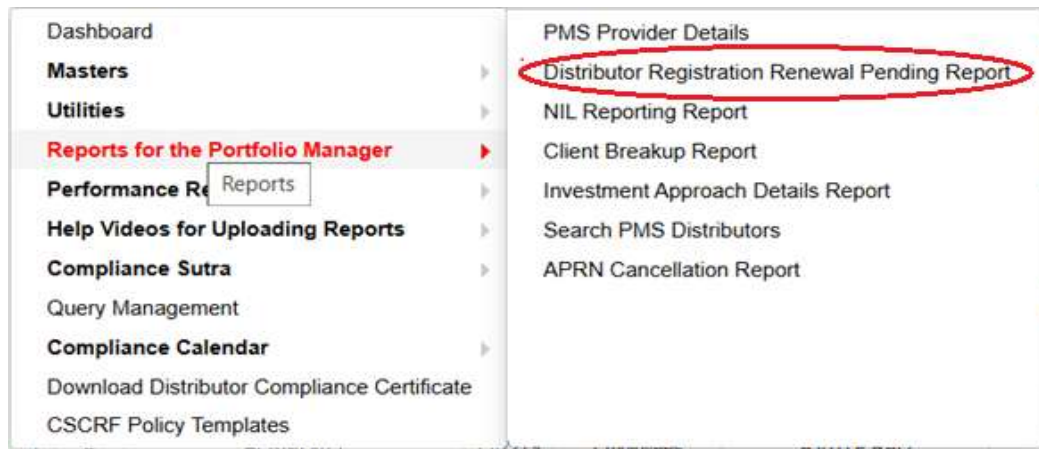 Dashboard
Masters
Utilities
Reports for the Portfolio Manager
Reports
Performance Re
Help Videos for Uploading Reports
Compliance Sutra
Query Management
Compliance Calendar
Download Distributor Compliance Certificate
CSCRF Policy Templates
PMS Provider Details
Distributor Registration Renewal Pending Report
NIL Reporting Report
Client Breakup Report
Investment Approach Details Report
Search PMS Distributors
APRN Cancellation Report